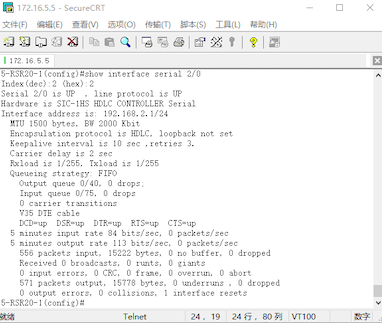 172.16.5.5 - SecureCRT
文件(F) 编辑(E) 查看(V) 选项(O) 传输(T) 脚本(S) 工具(L) 帮助(H)
172.16.5.5
5-RSR20-1(config)#show interface serial 2/0
Index(dec):2 (hex):2
Serial 2/0 is UP  , line protocol is UP
Hardware is SIC-1HS HDLC CONTROLLER Serial
Interface address is: 192.168.2.1/24
  MTU 1500 bytes, BW 2000 Kbit
  Encapsulation protocol is HDLC, loopback not set
  Keepalive interval is 10 sec ,retries 3.
  Carrier delay is 2 sec
  Rxload is 1/255, Txload is 1/255
  Queueing strategy: FIFO
    Output queue 0/40, 0 drops;
    Input queue 0/75, 0 drops
    0 carrier transitions
    V35 DTE cable
    DCD=up  DSR=up  DTR=up  RTS=up  CTS=up
  5 minutes input rate 84 bits/sec, 0 packets/sec
  5 minutes output rate 113 bits/sec, 0 packets/sec
    556 packets input, 15222 bytes, 0 no buffer, 0 dropped
    Received 0 broadcasts, 0 runts, 0 giants
    0 input errors, 0 CRC, 0 frame, 0 overrun, 0 abort
    571 packets output, 15778 bytes, 0 underruns , 0 dropped
    0 output errors, 0 collisions, 1 interface resets
5-RSR20-1(config)#
就绪 Telnet 24, 19 24 行, 80 列 VT100 数字